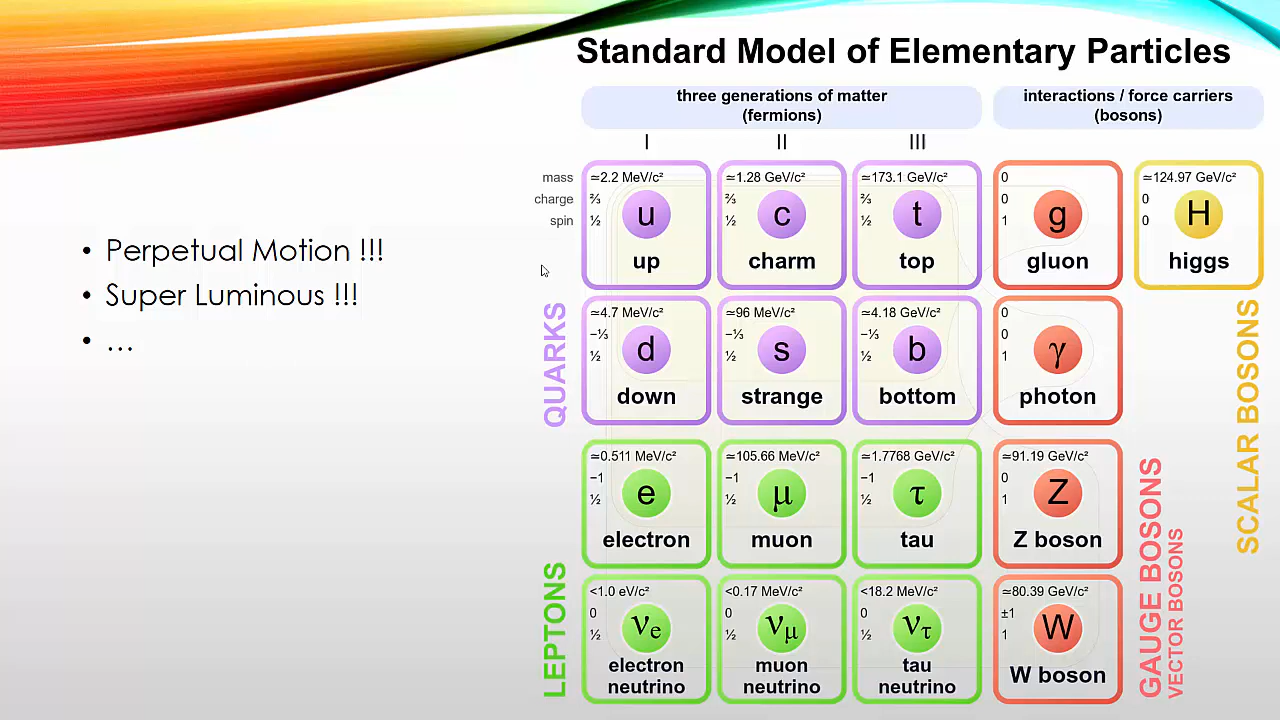 Standard Model of Elementary Particles
three generations of matter
(fermions)
interactions / force carriers
(bosons)
I II III
mass
charge
spin
≃2.2 MeV/c²
⅔
½
u
up
≃1.28 GeV/c²
⅔
½
c
charm
≃173.1 GeV/c²
⅔
½
t
top
0
0
1
g
gluon
≃124.97 GeV/c²
0
0
H
higgs
• Perpetual Motion !!!
• Super Luminous !!!
• ...
QUARKS
≃4.7 MeV/c²
−⅓
½
d
down
≃96 MeV/c²
−⅓
½
s
strange
≃4.18 GeV/c²
−⅓
½
b
bottom
0
0
1
γ
photon
SCALAR BOSONS
LEPTONS
≃0.511 MeV/c²
−1
½
e
electron
≃105.66 MeV/c²
−1
½
μ
muon
≃1.7768 GeV/c²
−1
½
τ
tau
≃91.19 GeV/c²
0
1
Z
Z boson
<1.0 eV/c²
0
½
νe
electron
neutrino
<0.17 MeV/c²
0
½
νμ
muon
neutrino
<18.2 MeV/c²
0
½
ντ
tau
neutrino
≃80.39 GeV/c²
±1
1
W
W boson
GAUGE BOSONS
VECTOR BOSONS